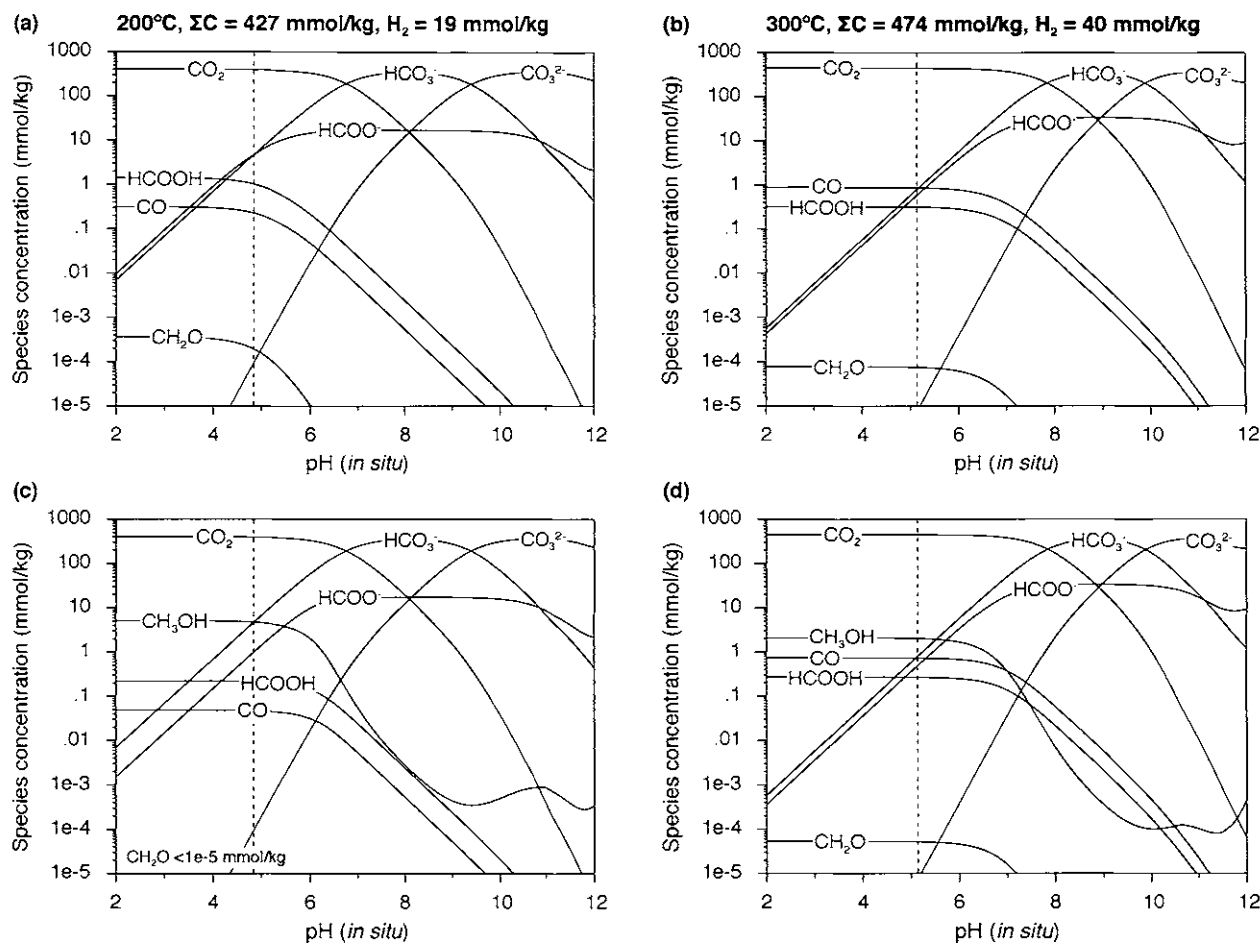 (a) 200°C, ΣC = 427 mmol/kg, H₂ = 19 mmol/kg
Species concentration (mmol/kg)
1000
100
10
1
.1
.01
1e-3
1e-4
1e-5
CO₂
HCO₃⁻
CO₃²⁻
HCOO⁻
HCOOH
CO
CH₂O
2 4 6 8 10 12
pH (in situ)
(b) 300°C, ΣC = 474 mmol/kg, H₂ = 40 mmol/kg
Species concentration (mmol/kg)
1000
100
10
1
.1
.01
1e-3
1e-4
1e-5
CO₂
HCO₃⁻
CO₃²⁻
HCOO⁻
CO
HCOOH
CH₂O
2 4 6 8 10 12
pH (in situ)
(c)
Species concentration (mmol/kg)
1000
100
10
1
.1
.01
1e-3
1e-4
1e-5
CO₂
HCO₃⁻
CO₃²⁻
HCOO⁻
CH₃OH
HCOOH
CO
CH₂O <1e-5 mmol/kg
2 4 6 8 10 12
pH (in situ)
(d)
Species concentration (mmol/kg)
1000
100
10
1
.1
.01
1e-3
1e-4
1e-5
CO₂
HCO₃⁻
CO₃²⁻
HCOO⁻
CH₃OH
CO
HCOOH
CH₂O
2 4 6 8 10 12
pH (in situ)